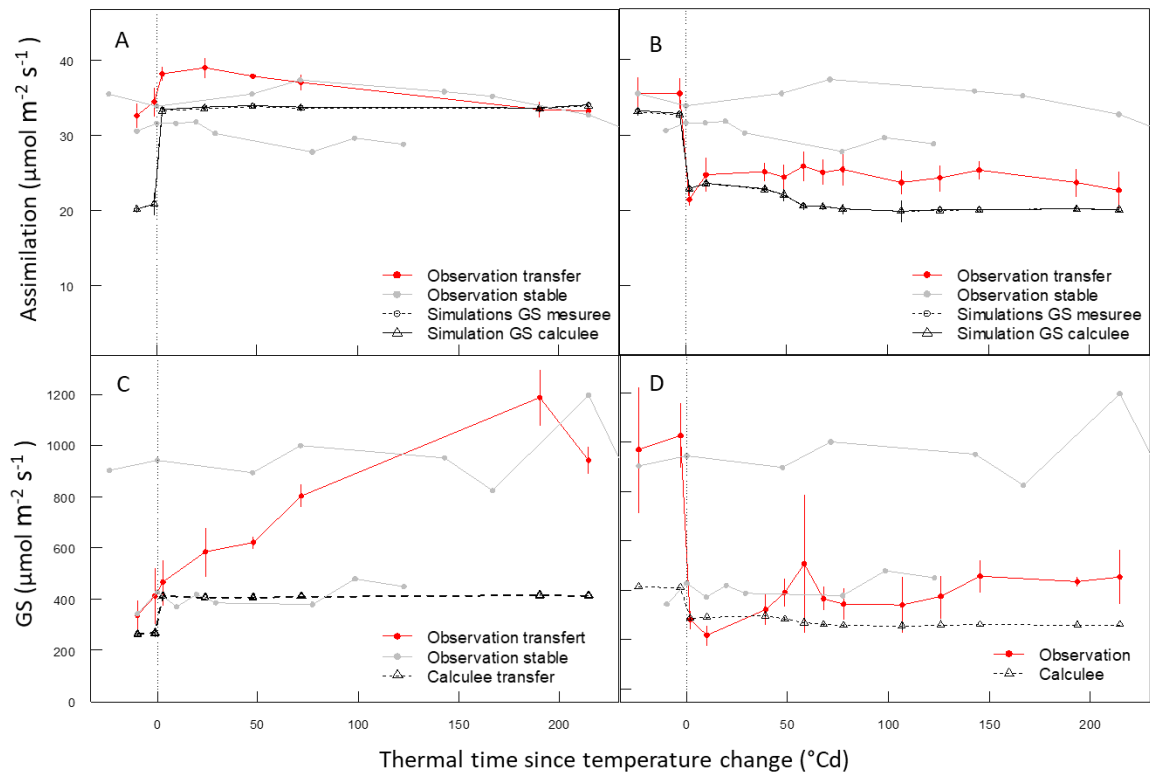 A
B
Assimilation (µmol m⁻² s⁻¹)
40
30
20
10
Observation transfer
Observation stable
Simulations GS mesuree
Simulation GS calculee
Observation transfer
Observation stable
Simulations GS mesuree
Simulation GS calculee
C
D
GS (µmol m⁻² s⁻¹)
1200
1000
800
600
400
200
0
Observation transfert
Observation stable
Calculee transfer
Observation
Calculee
0 50 100 150 200
0 50 100 150 200
Thermal time since temperature change (°Cd)